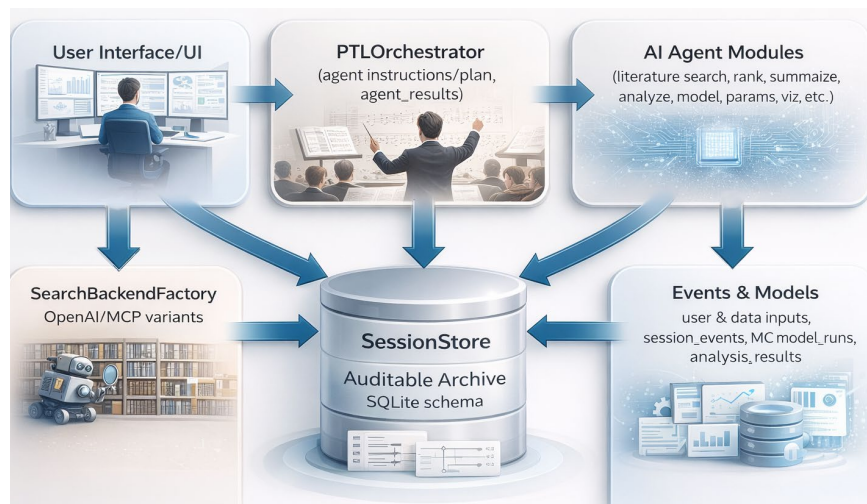 User Interface/UI
PTLOrchestrator
(agent instructions/plan,
agent_results)
AI Agent Modules
(literature search, rank, summaize,
analyze, model, params, viz, etc.)
SearchBackendFactory
OpenAI/MCP variants
SessionStore
Auditable Archive
SQLite schema
Events & Models
user & data inputs,
session_events, MC model_runs,
analysis_results